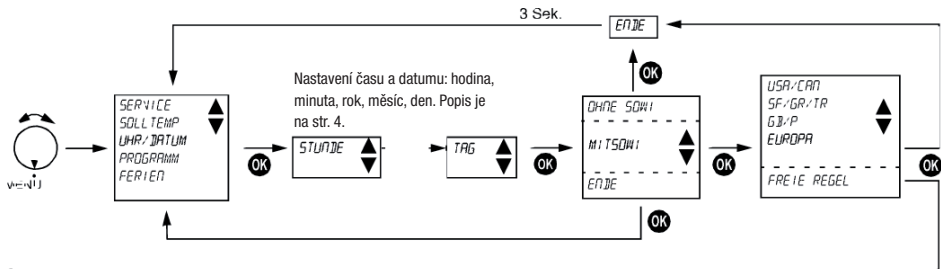 3 Sek.
ENDE
OK
Nastavení času a datumu: hodina,
minuta, rok, měsíc, den. Popis je
na str. 4.
SERVICE
SOLLTEMP
UHR/DATUM
PROGRAMM
FERIEN
MENÜ
OK
STUNDE
TAG
OK
OHNE SOWI
MITSOWI
ENDE
OK
USA/CAN
SF/GR/TR
GB/P
EUROPA
FREIE REGEL
OK
OK